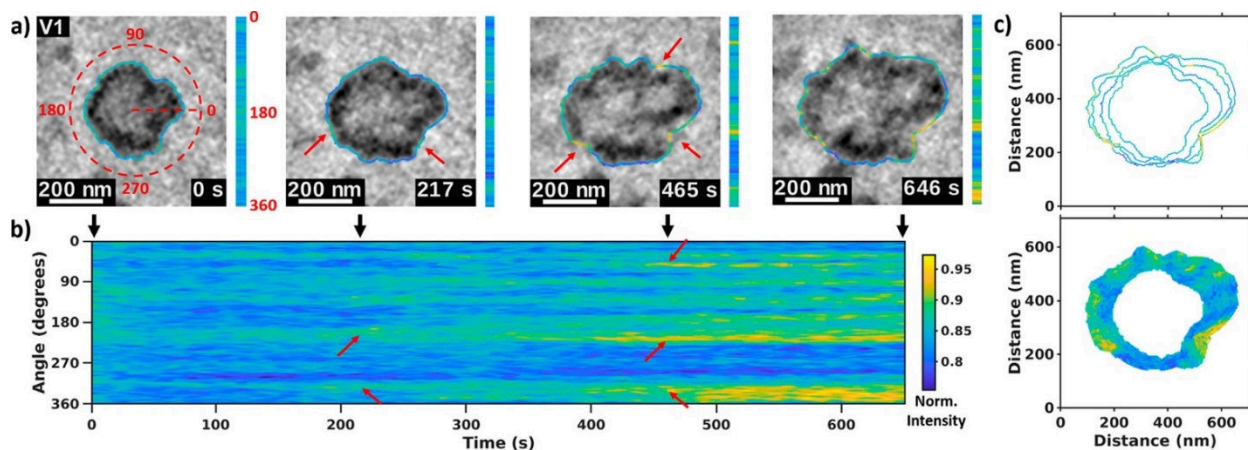 a)
V1
90
180
0
270
200 nm
0 s
0
180
360
200 nm
217 s
200 nm
465 s
200 nm
646 s
b)
Angle (degrees)
0
90
180
270
360
0
100
200
300
400
500
600
Time (s)
0.95
0.9
0.85
0.8
Norm.
Intensity
c)
Distance (nm)
600
400
200
0
Distance (nm)
600
400
200
0
0
200
400
600
Distance (nm)